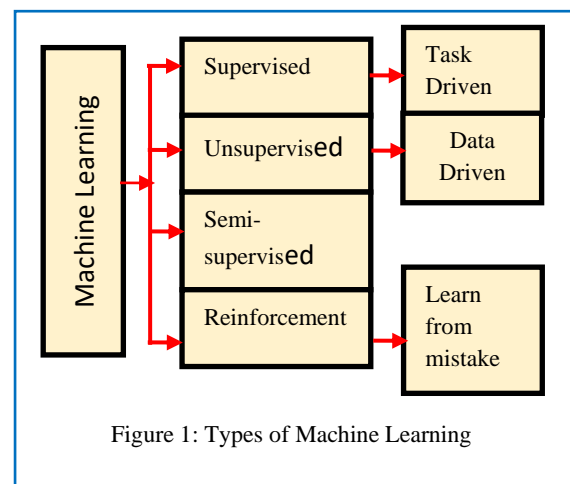 Machine Learning
Supervised
Task
Driven
Unsupervised
Data
Driven
Semi-
supervised
Reinforcement
Learn
from
mistake
Figure 1: Types of Machine Learning